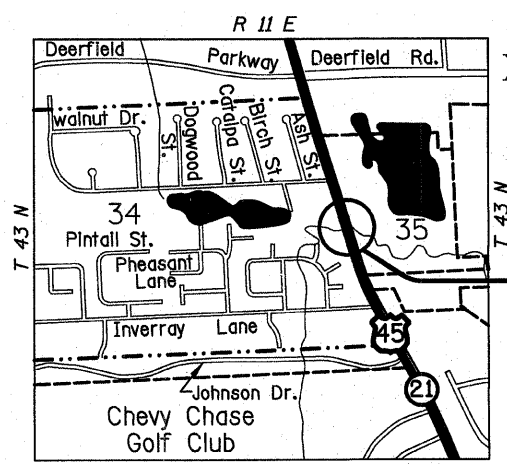 R 11 E
Deerfield
Parkway
Deerfield Rd.
walnut Dr.
Dogwood
St.
Catalpa St.
Birch St.
Ash St.
34
35
T 43 N
T 43 N
Pintail St.
Pheasant
Lane
Inverray Lane
45
Johnson Dr.
21
Chevy Chase
Golf Club